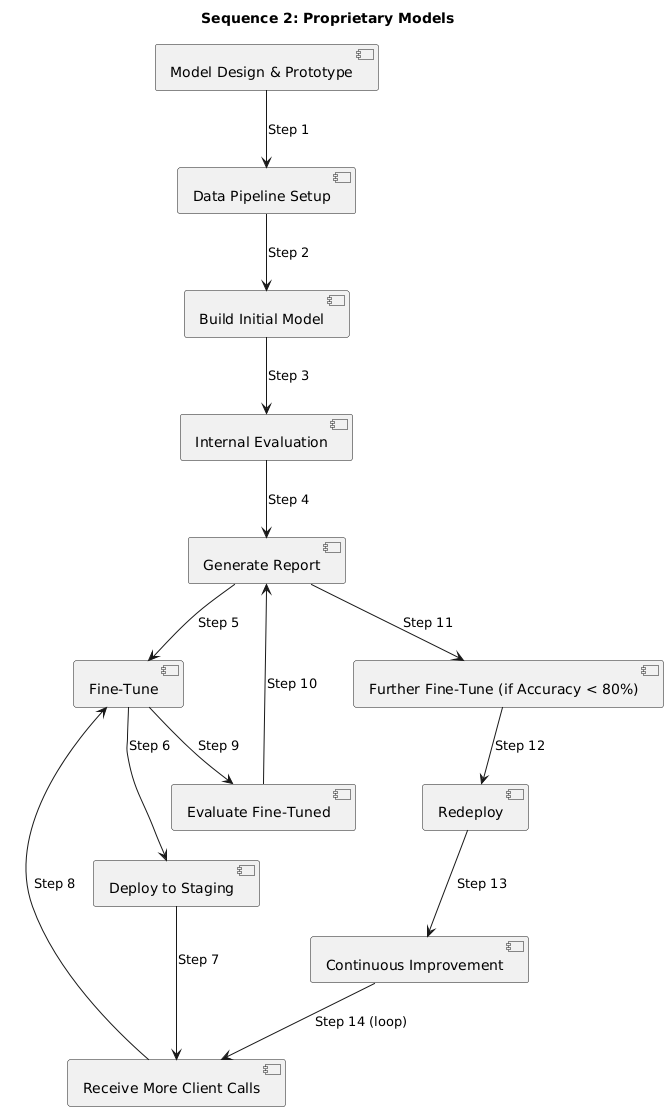 Sequence 2: Proprietary Models
Model Design & Prototype
Step 1
Data Pipeline Setup
Step 2
Build Initial Model
Step 3
Internal Evaluation
Step 4
Generate Report
Step 5
Step 11
Step 10
Fine-Tune
Further Fine-Tune (if Accuracy < 80%)
Step 6
Step 9
Step 12
Evaluate Fine-Tuned
Redeploy
Step 8
Deploy to Staging
Step 13
Step 7
Continuous Improvement
Step 14 (loop)
Receive More Client Calls